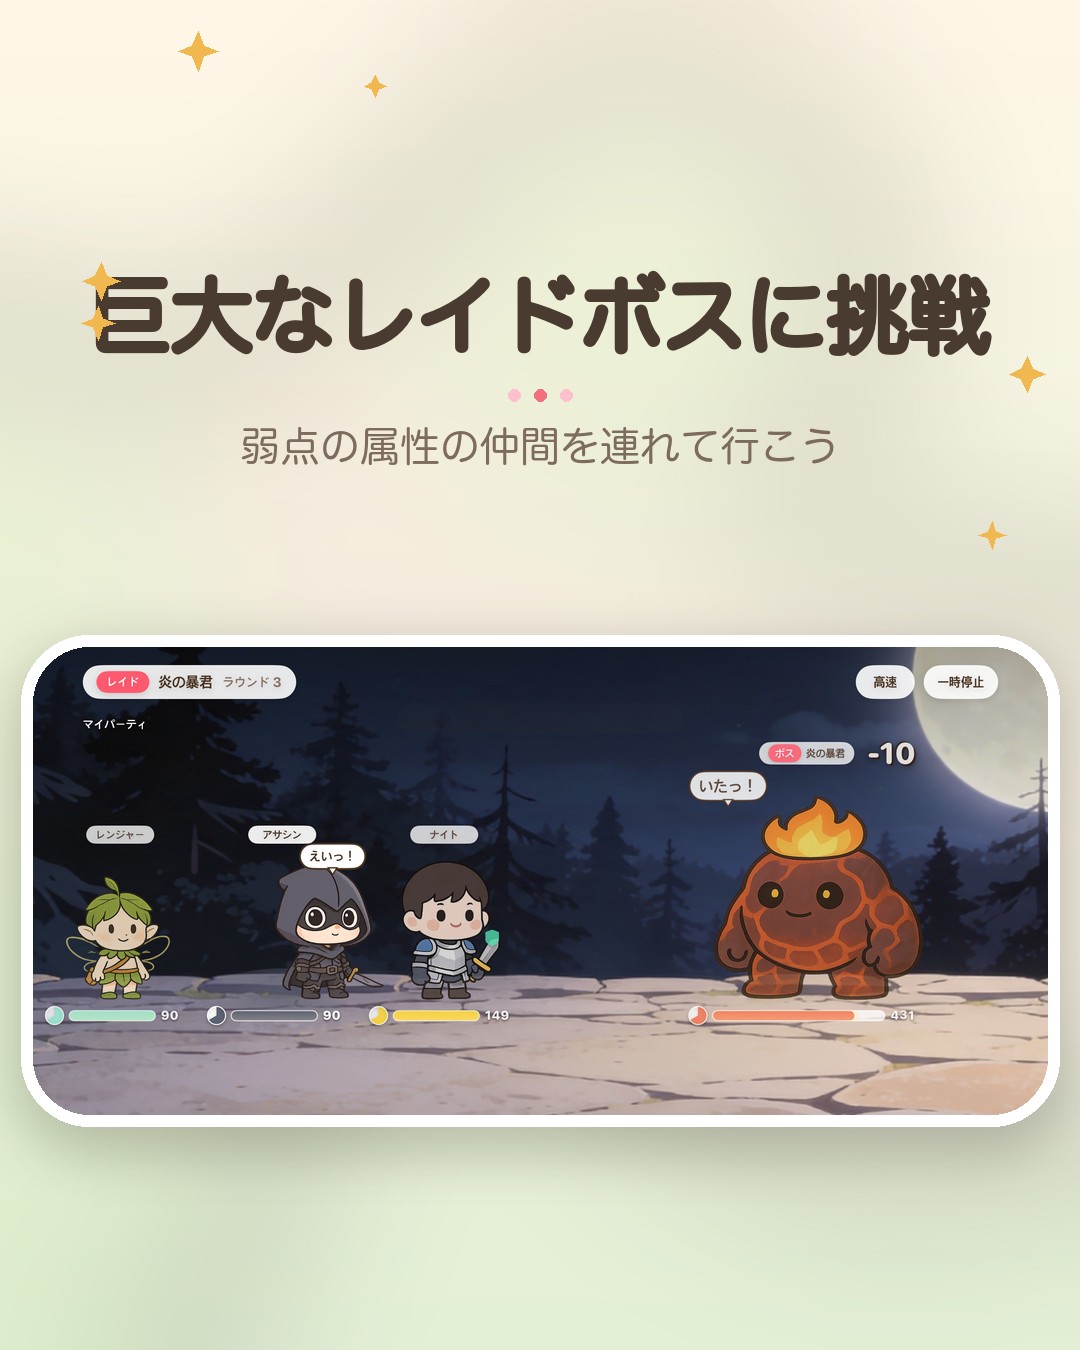 巨大なレイドボスに挑戦
弱点の属性の仲間を連れて行こう
レイド 炎の暴君 ラウンド 3
高速 一時停止
マイパーティ
ボス 炎の暴君 -10
いたっ！
レンジャー アサシン ナイト
えいっ！
90 90 149 431